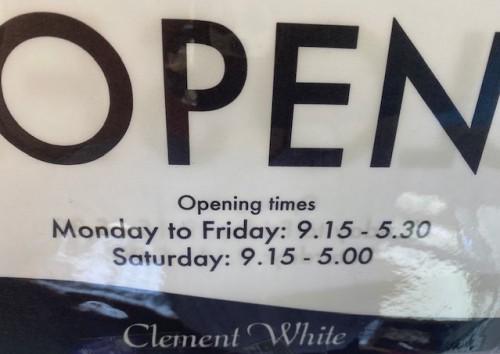 OPEN
Opening times
Monday to Friday: 9.15 - 5.30
Saturday: 9.15 - 5.00
Clement White